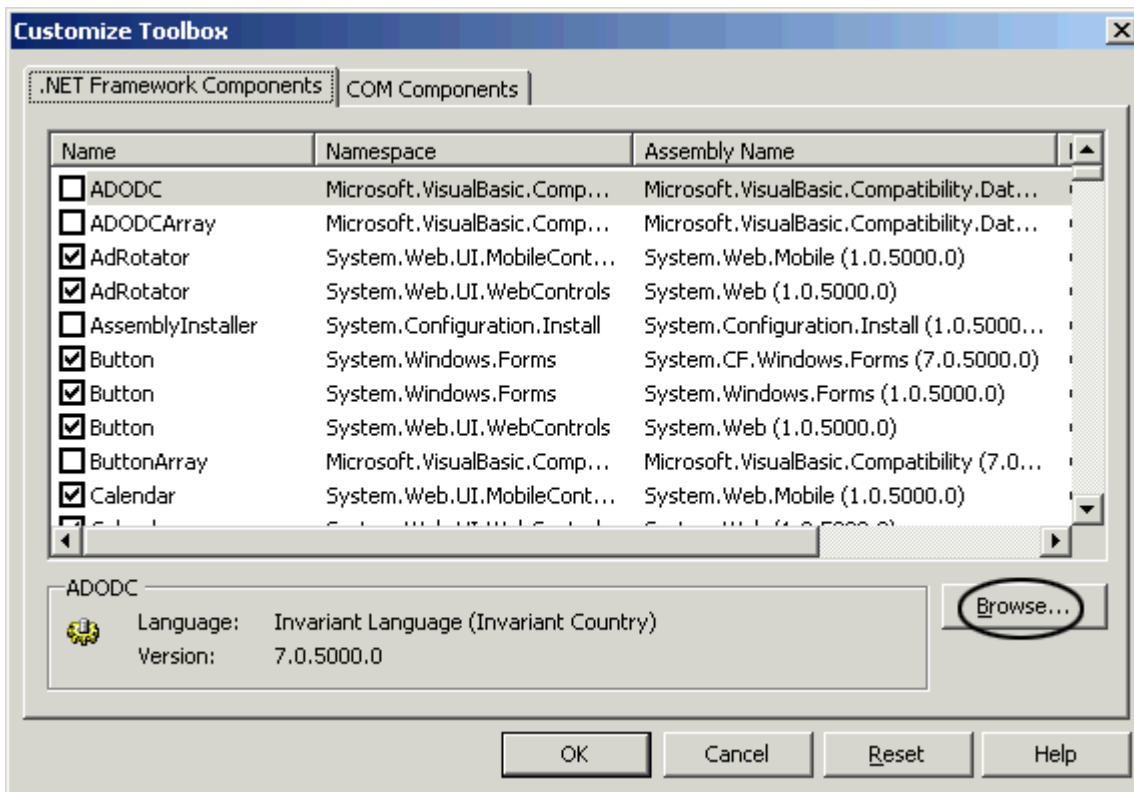 Customize Toolbox
.NET Framework Components COM Components
Name Namespace Assembly Name
ADODC Microsoft.VisualBasic.Comp... Microsoft.VisualBasic.Compatibility.Dat...
ADODCArray Microsoft.VisualBasic.Comp... Microsoft.VisualBasic.Compatibility.Dat...
AdRotator System.Web.UI.MobileCont... System.Web.Mobile (1.0.5000.0)
AdRotator System.Web.UI.WebControls System.Web (1.0.5000.0)
AssemblyInstaller System.Configuration.Install System.Configuration.Install (1.0.5000...
Button System.Windows.Forms System.CF.Windows.Forms (7.0.5000.0)
Button System.Windows.Forms System.Windows.Forms (1.0.5000.0)
Button System.Web.UI.WebControls System.Web (1.0.5000.0)
ButtonArray Microsoft.VisualBasic.Comp... Microsoft.VisualBasic.Compatibility (7.0...
Calendar System.Web.UI.MobileCont... System.Web.Mobile (1.0.5000.0)
ADODC
Language: Invariant Language (Invariant Country)
Version: 7.0.5000.0
Browse...
OK Cancel Reset Help